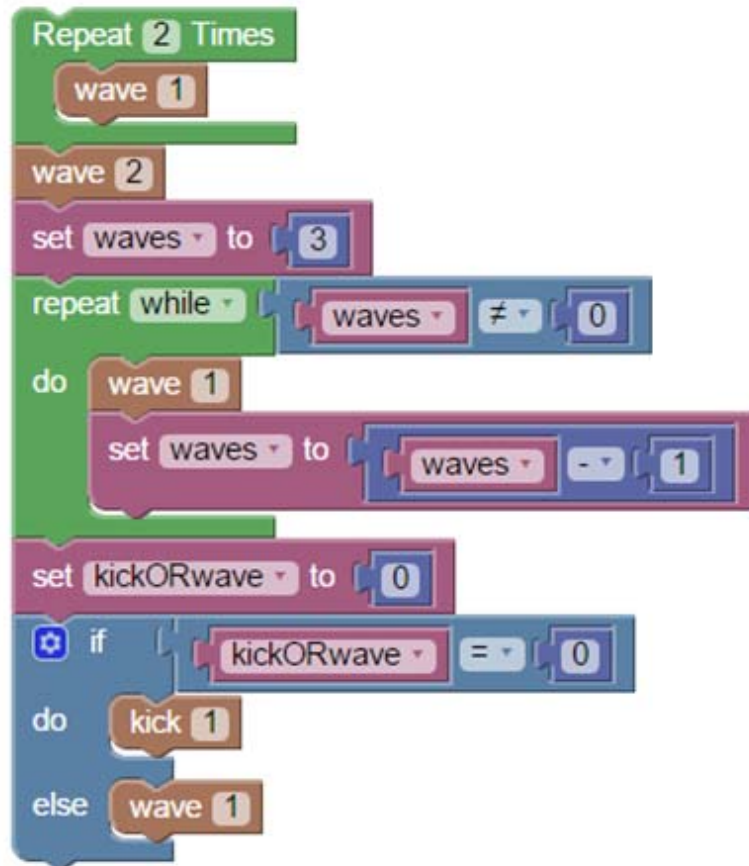 Repeat 2 Times
wave 1
wave 2
set waves to 3
repeat while waves ≠ 0
do wave 1
set waves to waves - 1
set kickORwave to 0
if kickORwave = 0
do kick 1
else wave 1